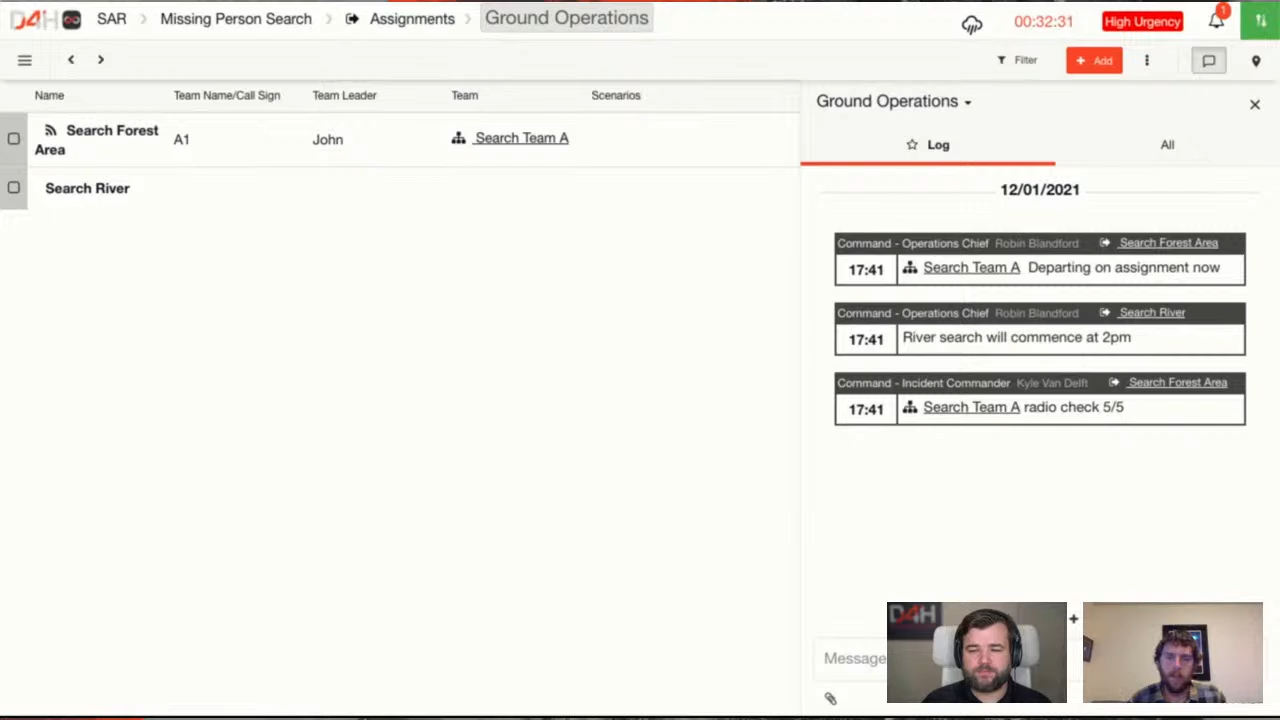 D4H SAR Missing Person Search Assignments Ground Operations 00:32:31 High Urgency 1
Filter + Add
Name Team Name/Call Sign Team Leader Team Scenarios
Search Forest Area A1 John Search Team A
Search River
Ground Operations
Log All
12/01/2021
Command - Operations Chief Robin Blandford Search Forest Area
17:41 Search Team A Departing on assignment now
Command - Operations Chief Robin Blandford Search River
17:41 River search will commence at 2pm
Command - Incident Commander Kyle Van Delft Search Forest Area
17:41 Search Team A radio check 5/5
D4H
Message